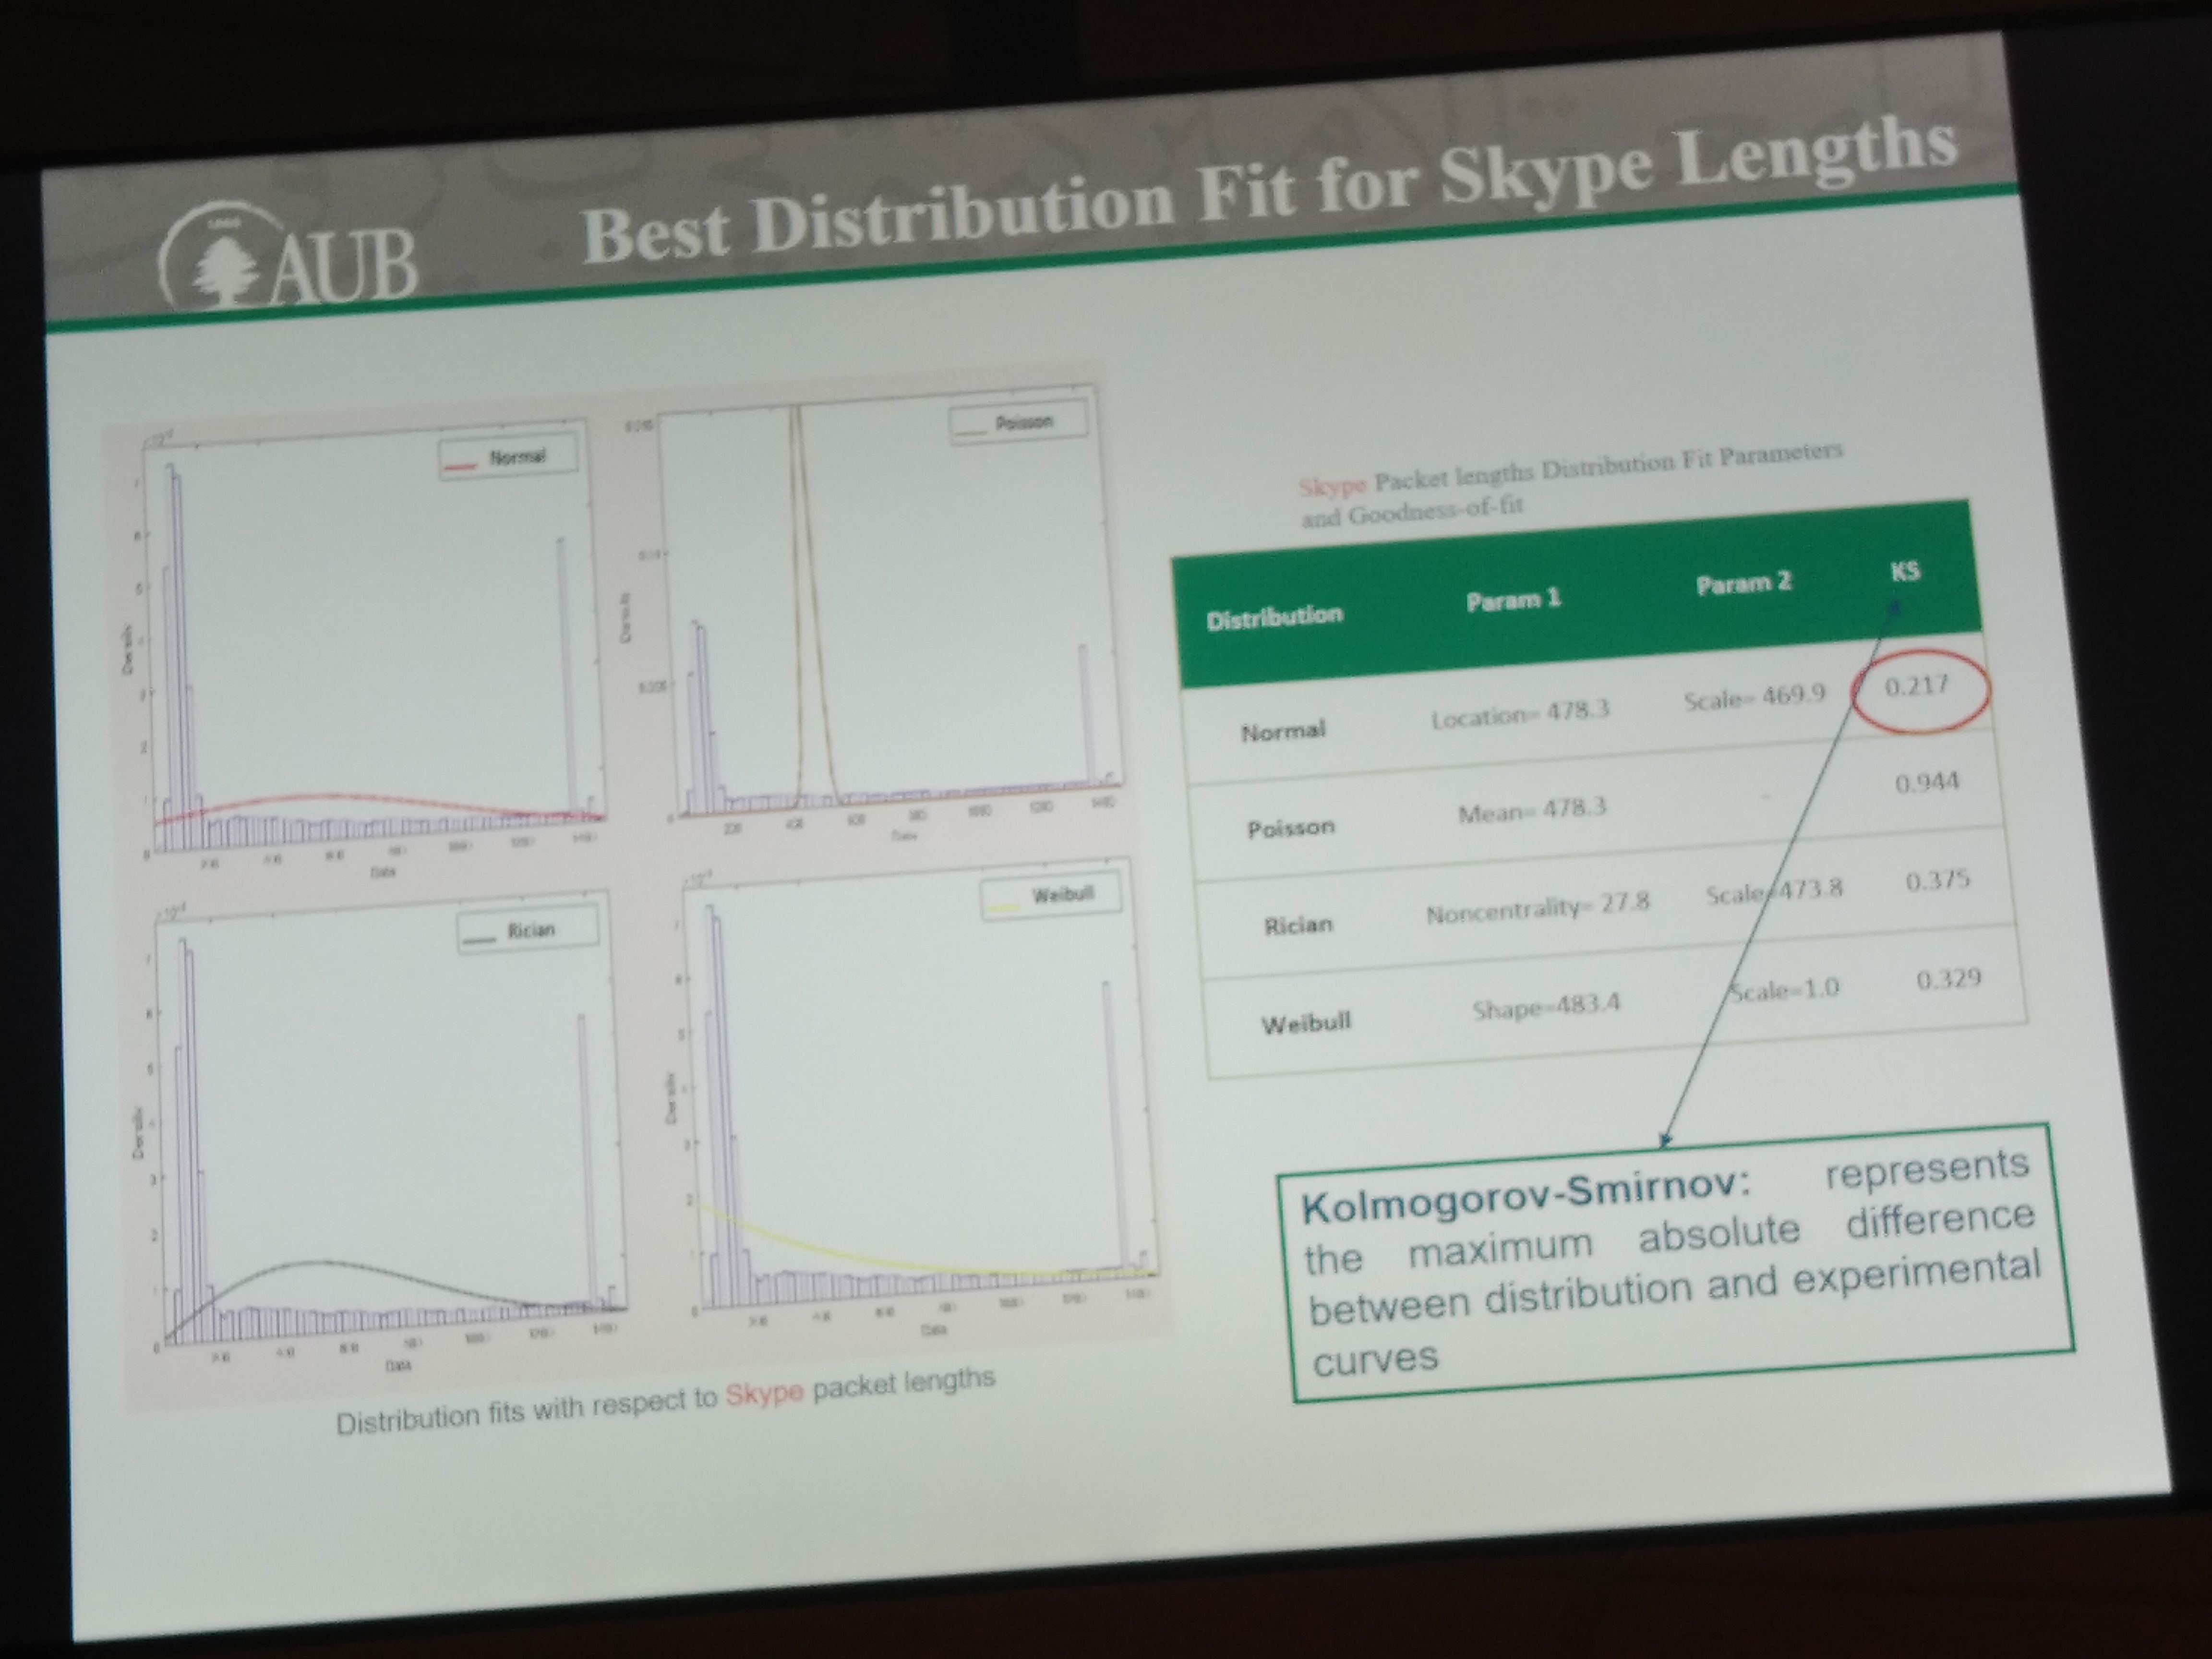 AUB
Best Distribution Fit for Skype Lengths
Normal
Density
Data
Poisson
Density
Data
Rician
Density
Data
Weibull
Density
Data
Distribution fits with respect to Skype packet lengths
Skype Packet lengths Distribution Fit Parameters
and Goodness-of-fit
Distribution Param 1 Param 2 KS
Normal Location= 478.3 Scale= 469.9 0.217
Poisson Mean= 478.3 - 0.944
Rician Noncentrality= 27.8 Scale=473.8 0.375
Weibull Shape=483.4 Scale=1.0 0.329
Kolmogorov-Smirnov: represents
the maximum absolute difference
between distribution and experimental
curves